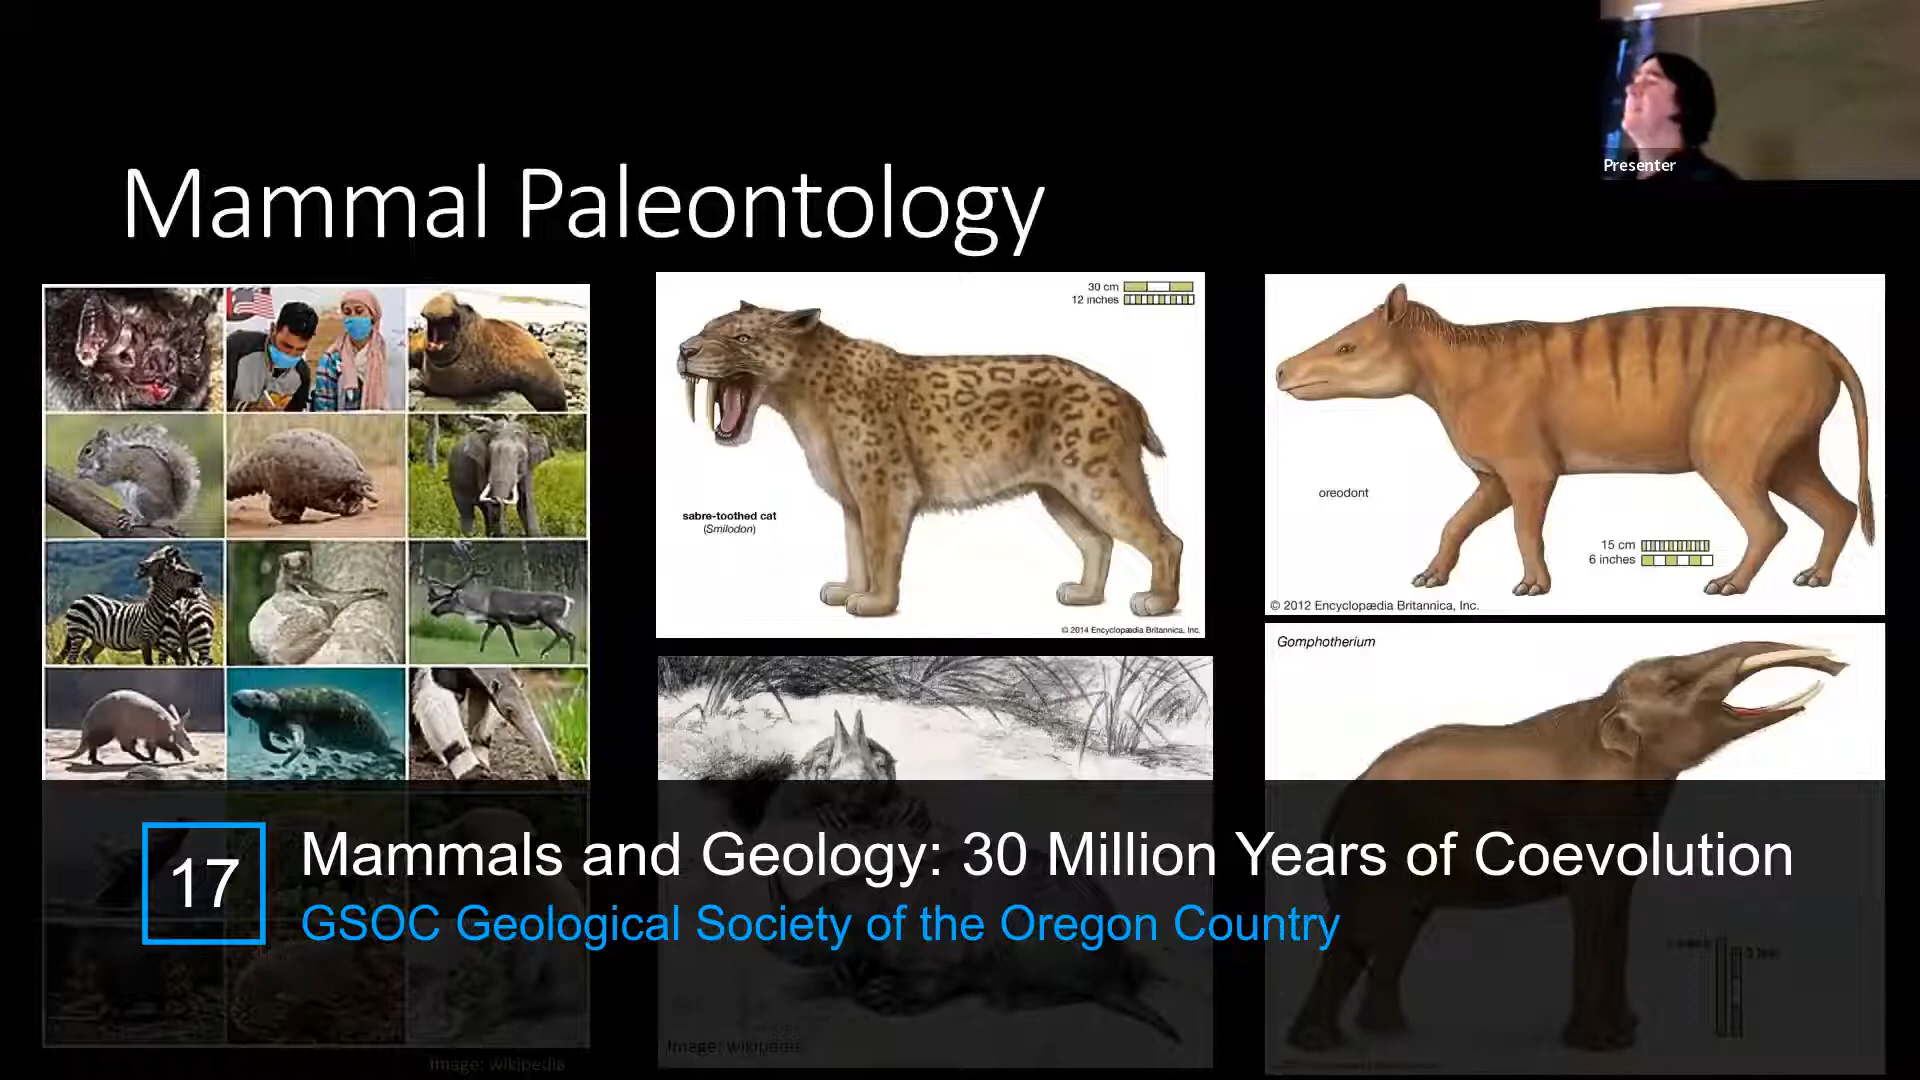 Presenter
Mammal Paleontology
30 cm
12 inches
sabre-toothed cat
(Smilodon)
© 2014 Encyclopædia Britannica, Inc.
oreodont
15 cm
6 inches
© 2012 Encyclopædia Britannica, Inc.
Gomphotherium
17
Mammals and Geology: 30 Million Years of Coevolution
GSOC Geological Society of the Oregon Country
Image: wikipedia
Image: wikipedia